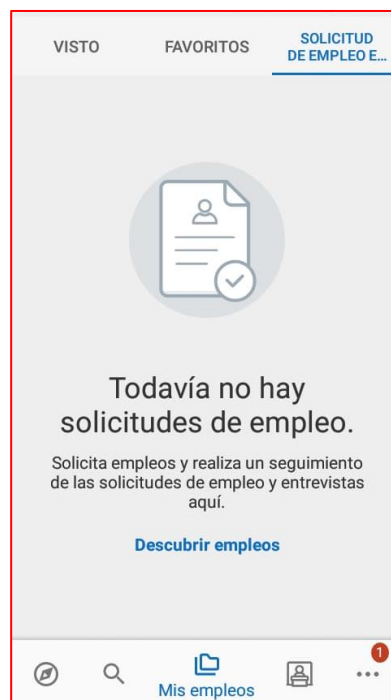 VISTO
FAVORITOS
SOLICITUD
DE EMPLEO E...
Todavía no hay
solicitudes de empleo.
Solicita empleos y realiza un seguimiento
de las solicitudes de empleo y entrevistas
aquí.
Descubrir empleos
1
Mis empleos